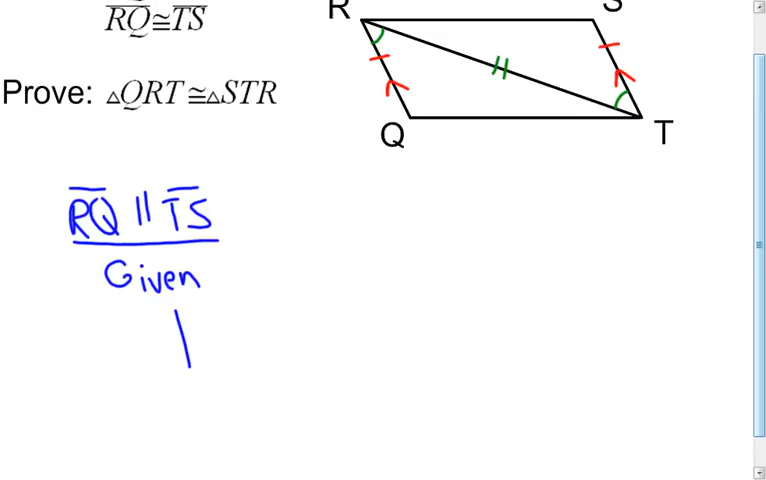 RQ≅TS
R
S
Prove: △QRT≅△STR
Q
T
RQ || TS
Given